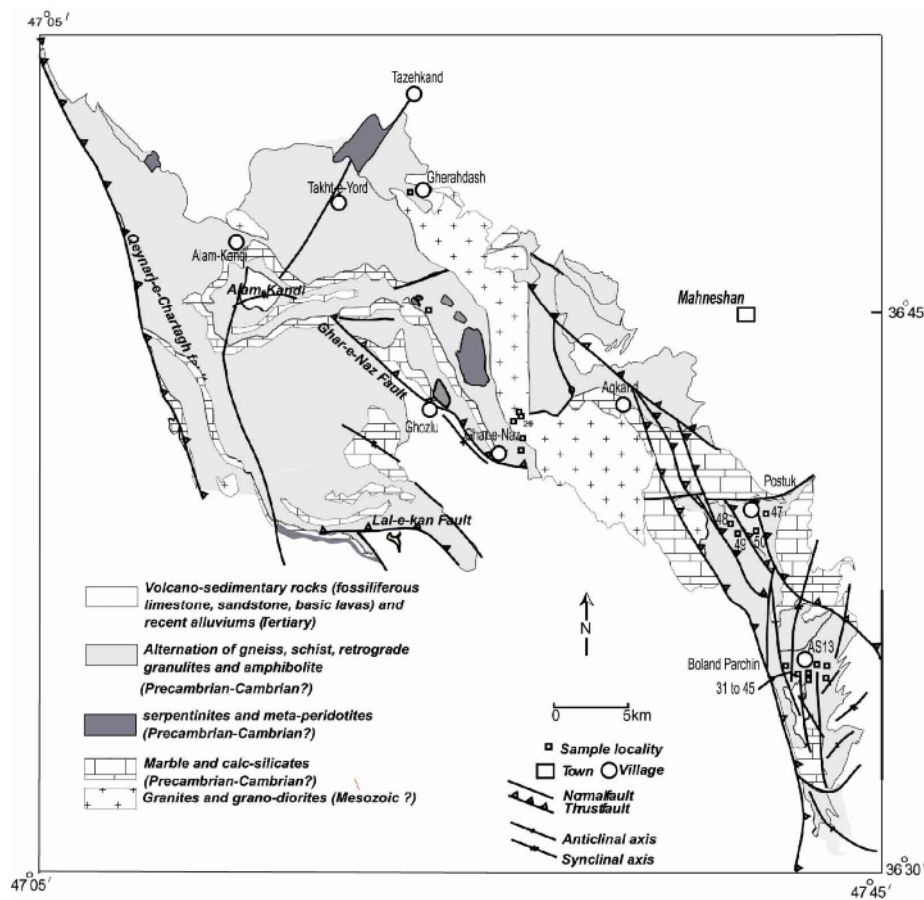 47°05′
Tazehkand
Gherahdash
Takht-e-Yord
Alam-Kandi
Alam-Kandi
Qeynarj-e-Chartagh
Mahneshan
36°45′
Ghar-e-Naz Fault
Aqkand
Ghozlu
29
Ghar-e-Naz
Postuk
48
47
49
50
Lal-e-kan Fault
Volcano-sedimentary rocks (fossiliferous
limestone, sandstone, basic lavas) and
recent alluviums (Tertiary)
Alternation of gneiss, schist, retrograde
granulites and amphibolite
(Precambrian-Cambrian?)
N
AS13
Boland Parchin
31 to 45
serpentinites and meta-peridotites
(Precambrian-Cambrian?)
0 5km
Marble and calc-silicates
(Precambrian-Cambrian?)
Granites and grano-diorites (Mesozoic ?)
Sample locality
Town Village
Normalfault
Thrustfault
Anticlinal axis
Synclinal axis
36°30′
47°05′
47°45′